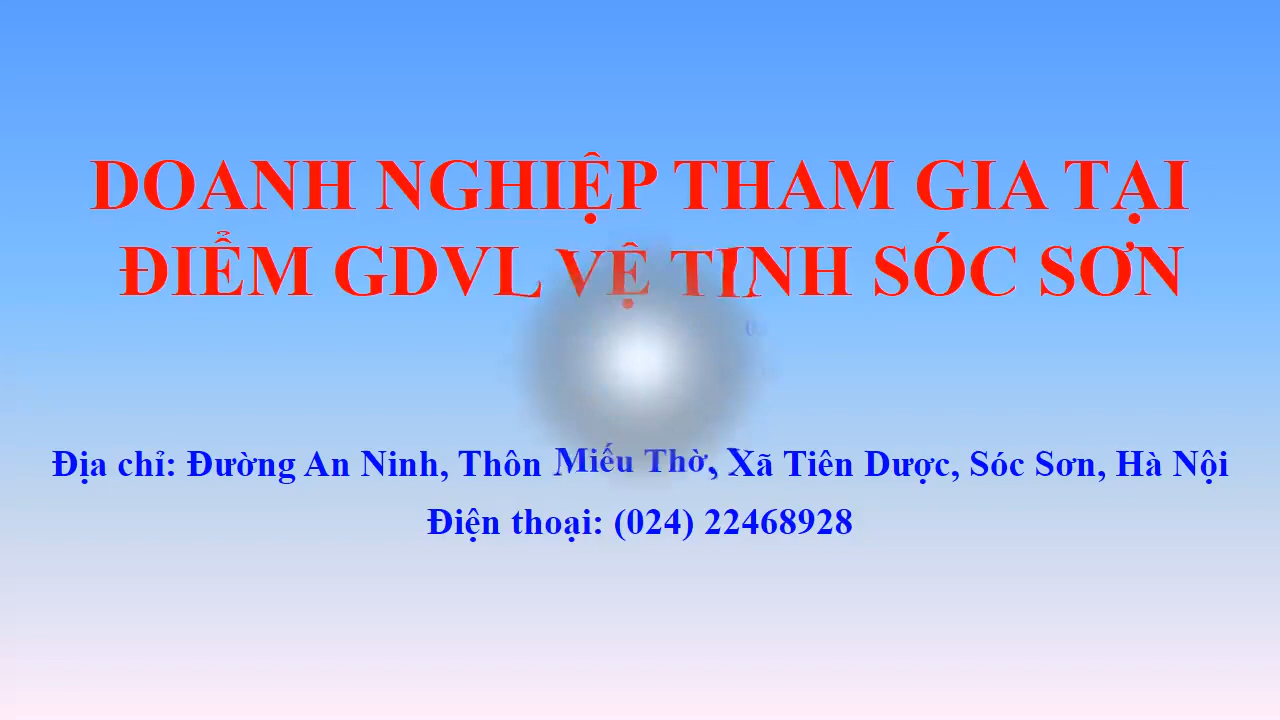 DOANH NGHIỆP THAM GIA TẠI
ĐIỂM GDVL VỆ TINH SÓC SƠN
Địa chỉ: Đường An Ninh, Thôn Miếu Thờ, Xã Tiên Dược, Sóc Sơn, Hà Nội
Điện thoại: (024) 22468928